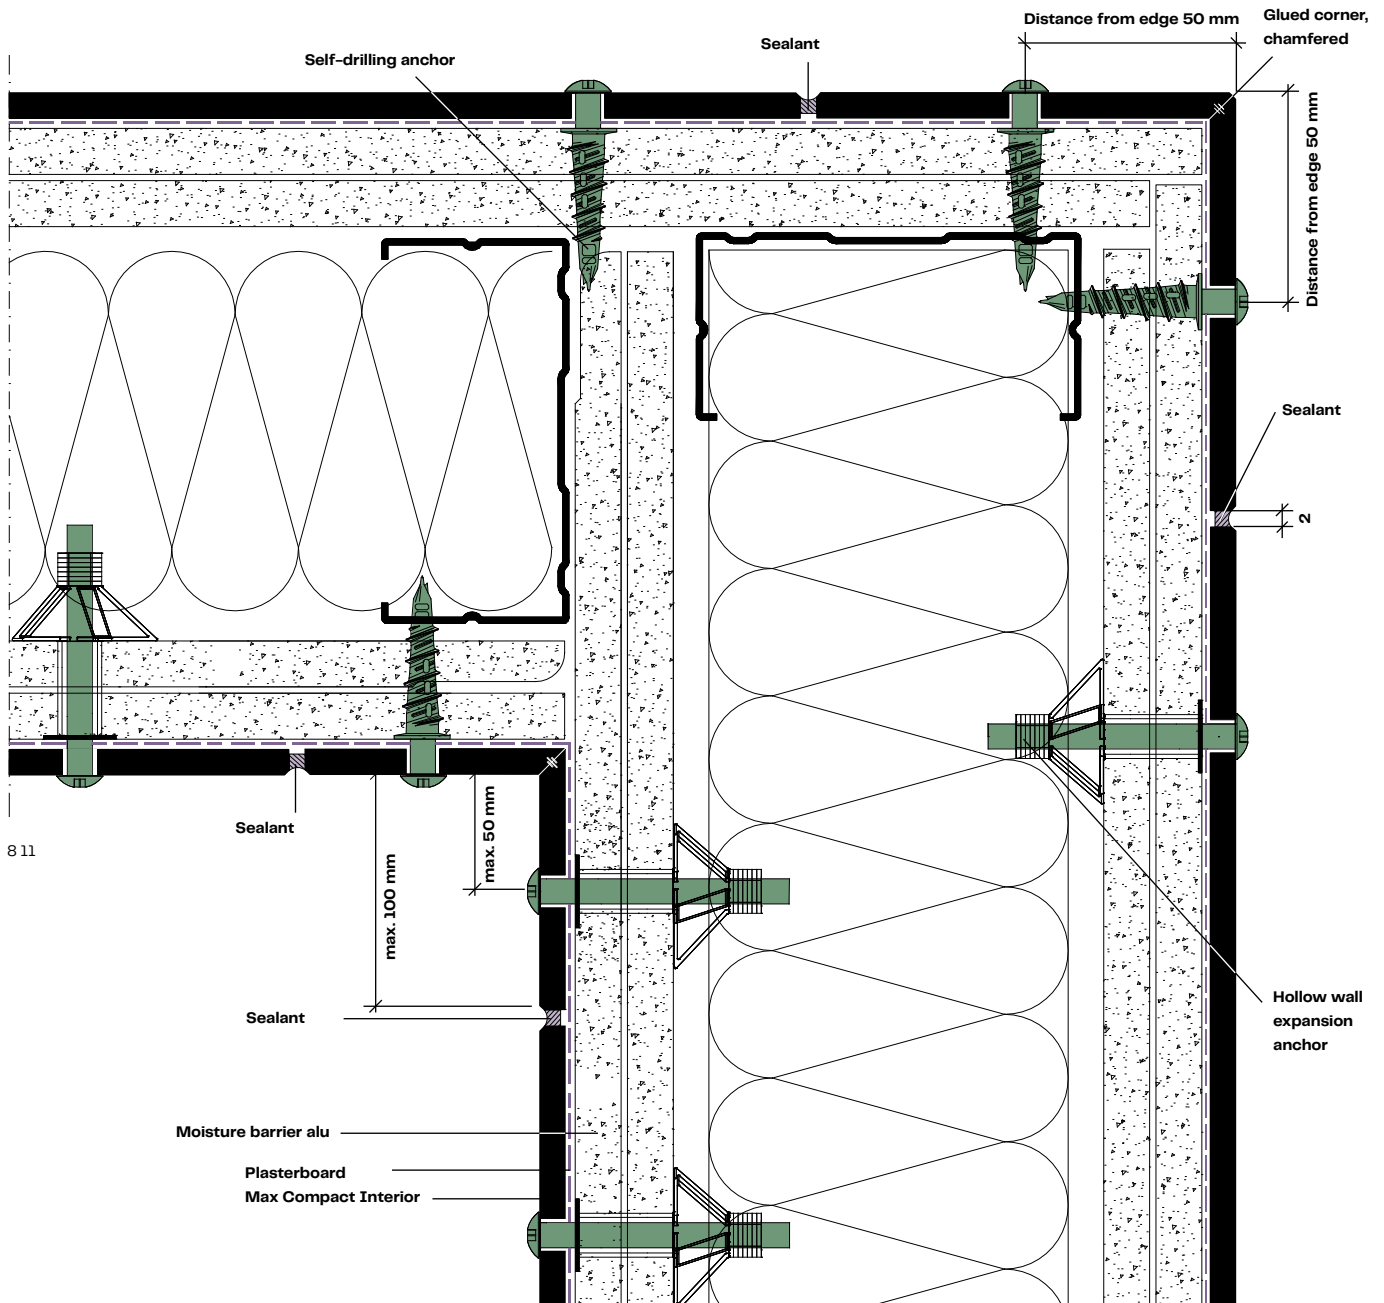 Distance from edge 50 mm
Glued corner,
chamfered
Sealant
Self-drilling anchor
Distance from edge 50 mm
Sealant
2
Sealant
max. 50 mm
8 11
max. 100 mm
Sealant
Hollow wall
expansion
anchor
Moisture barrier alu
Plasterboard
Max Compact Interior